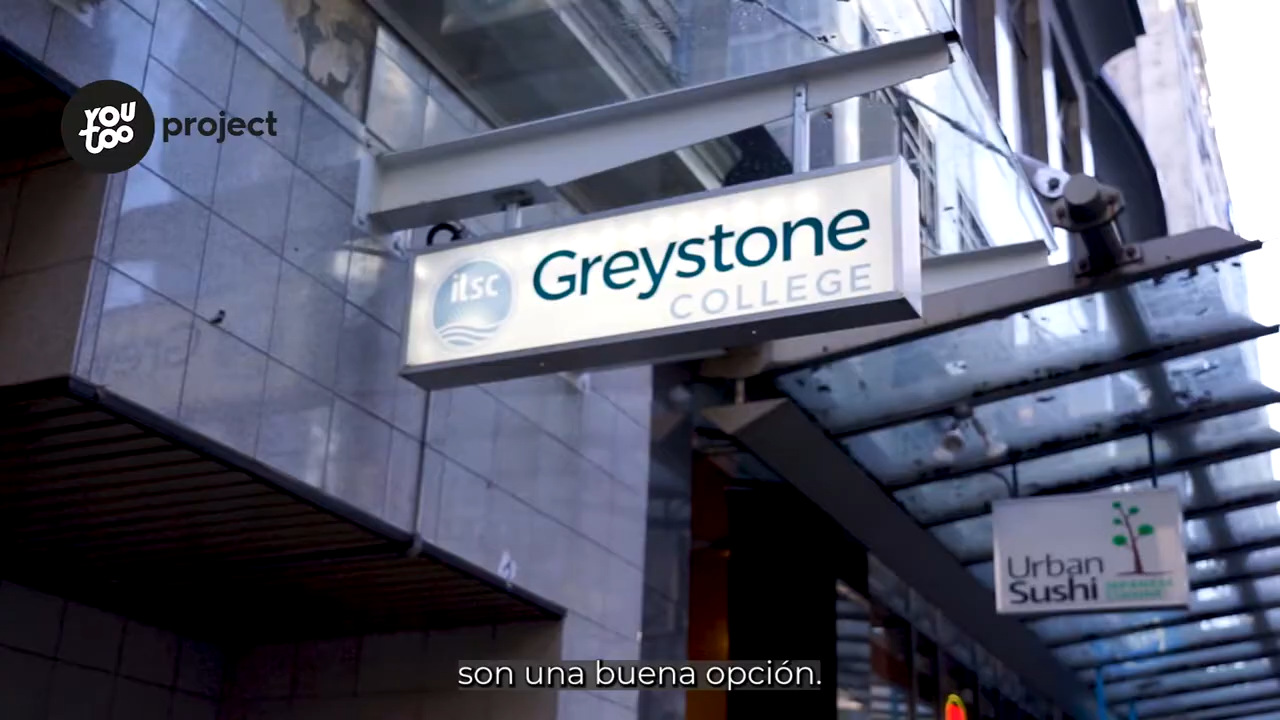 you
too
project
ilsc
Greystone
COLLEGE
Urban
Sushi
son una buena opción.